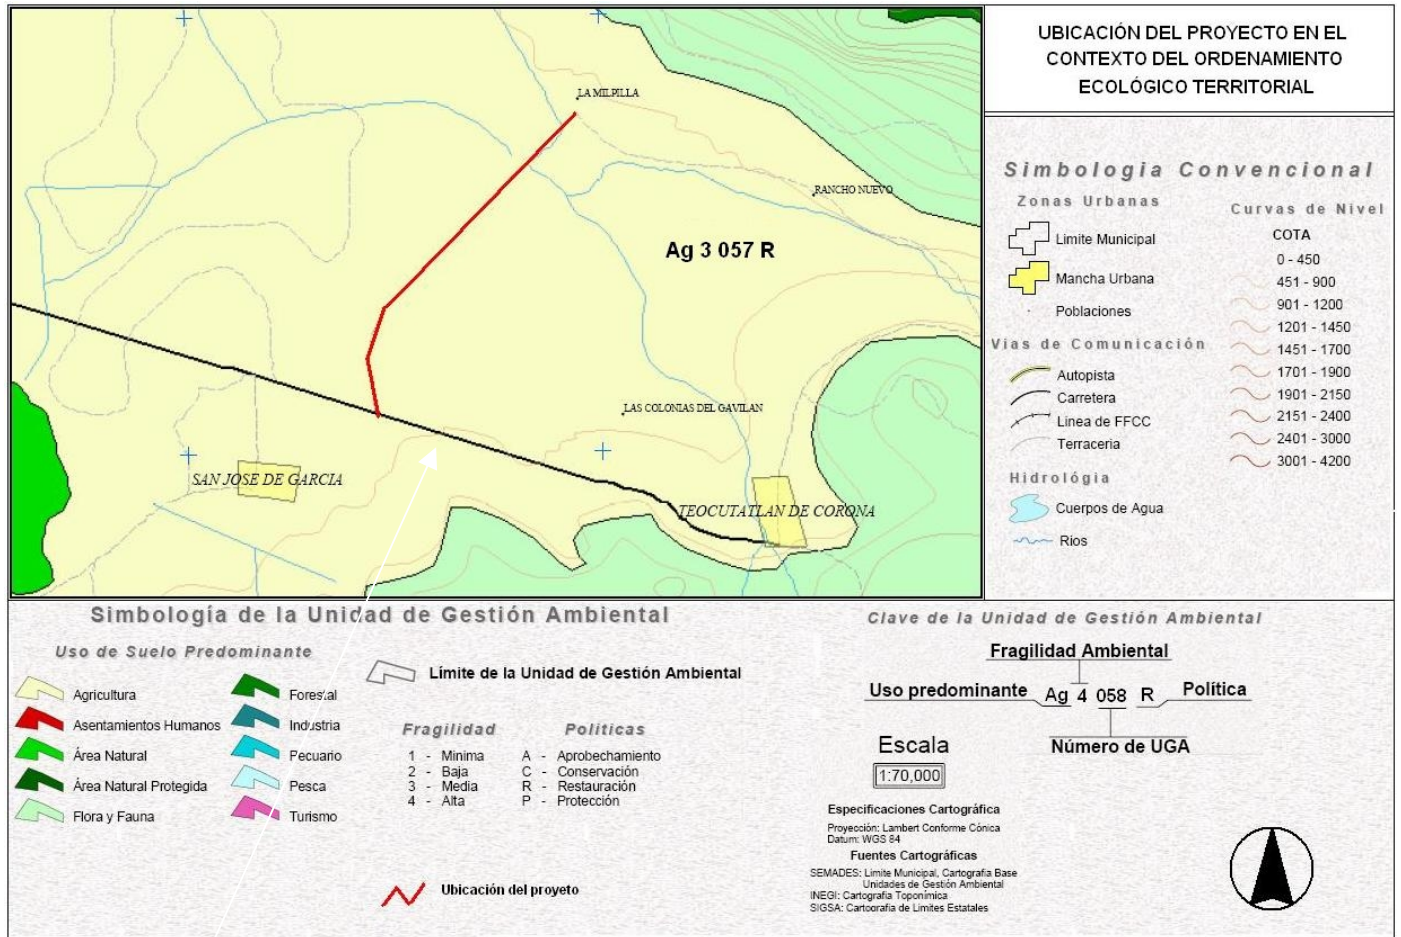 LA MILPILLA
RANCHO NUEVO
Ag 3 057 R
LAS COLONIAS DEL GAVILAN
SAN JOSE DE GARCIA
TEOCUTATLAN DE CORONA
UBICACIÓN DEL PROYECTO EN EL
CONTEXTO DEL ORDENAMIENTO
ECOLÓGICO TERRITORIAL
Simbologia Convencional
Zonas Urbanas
Limite Municipal
Mancha Urbana
Poblaciones
Vias de Comunicación
Autopista
Carretera
Linea de FFCC
Terraceria
Hidrológia
Cuerpos de Agua
Rios
Curvas de Nivel
COTA
0 - 450
451 - 900
901 - 1200
1201 - 1450
1451 - 1700
1701 - 1900
1901 - 2150
2151 - 2400
2401 - 3000
3001 - 4200
Simbología de la Unidad de Gestión Ambiental
Uso de Suelo Predominante
Agricultura
Asentamientos Humanos
Área Natural
Área Natural Protegida
Flora y Fauna
Forestal
Industria
Pecuario
Pesca
Turismo
Límite de la Unidad de Gestión Ambiental
Fragilidad
1 - Minima
2 - Baja
3 - Media
4 - Alta
Politicas
A - Aprobechamiento
C - Conservación
R - Restauración
P - Protección
Ubicación del proyeto
Clave de la Unidad de Gestión Ambiental
Fragilidad Ambiental
Uso predominante Ag 4 058 R Política
Número de UGA
Escala
1:70,000
Especificaciones Cartográfica
Proyección: Lambert Conforme Cónica
Datum: WGS 84
Fuentes Cartográficas
SEMADES: Limite Municipal, Cartografia Base
Unidades de Gestión Ambiental
INEGI: Cartografia Toponímica
SIGSA: Cartografia de Limites Estatales